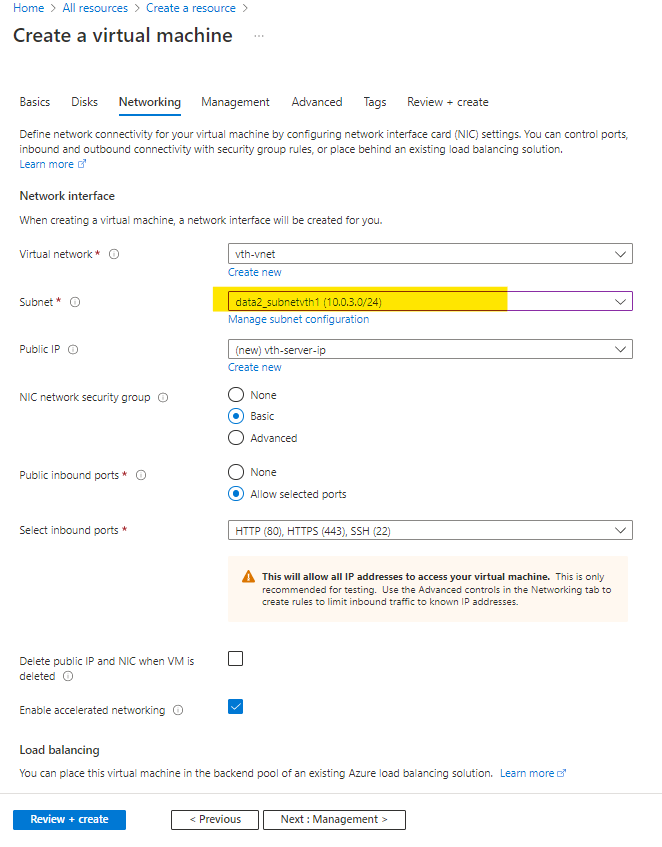 Home > All resources > Create a resource >
Create a virtual machine ...
Basics Disks Networking Management Advanced Tags Review + create
Define network connectivity for your virtual machine by configuring network interface card (NIC) settings. You can control ports,
inbound and outbound connectivity with security group rules, or place behind an existing load balancing solution.
Learn more
Network interface
When creating a virtual machine, a network interface will be created for you.
Virtual network * vth-vnet
Create new
Subnet * data2_subnetvth1 (10.0.3.0/24)
Manage subnet configuration
Public IP (new) vth-server-ip
Create new
NIC network security group None
Basic
Advanced
Public inbound ports * None
Allow selected ports
Select inbound ports * HTTP (80), HTTPS (443), SSH (22)
This will allow all IP addresses to access your virtual machine. This is only
recommended for testing. Use the Advanced controls in the Networking tab to
create rules to limit inbound traffic to known IP addresses.
Delete public IP and NIC when VM is
deleted
Enable accelerated networking
Load balancing
You can place this virtual machine in the backend pool of an existing Azure load balancing solution. Learn more
Review + create < Previous Next : Management >